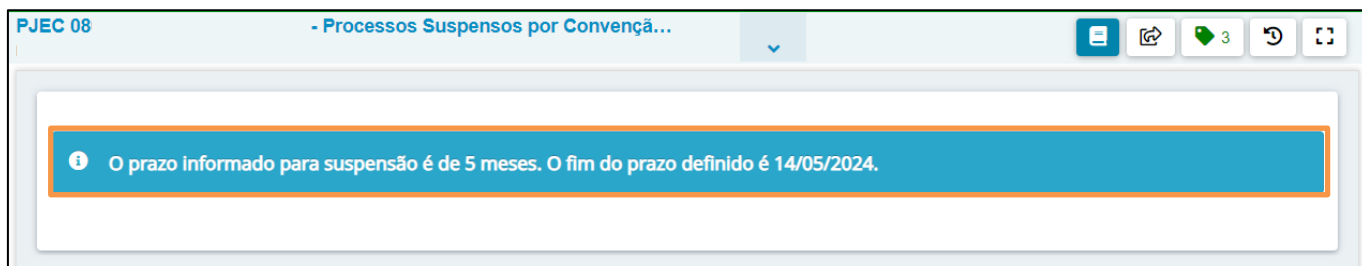 PJEC 08 - Processos Suspensos por Convençã...
3
O prazo informado para suspensão é de 5 meses. O fim do prazo definido é 14/05/2024.